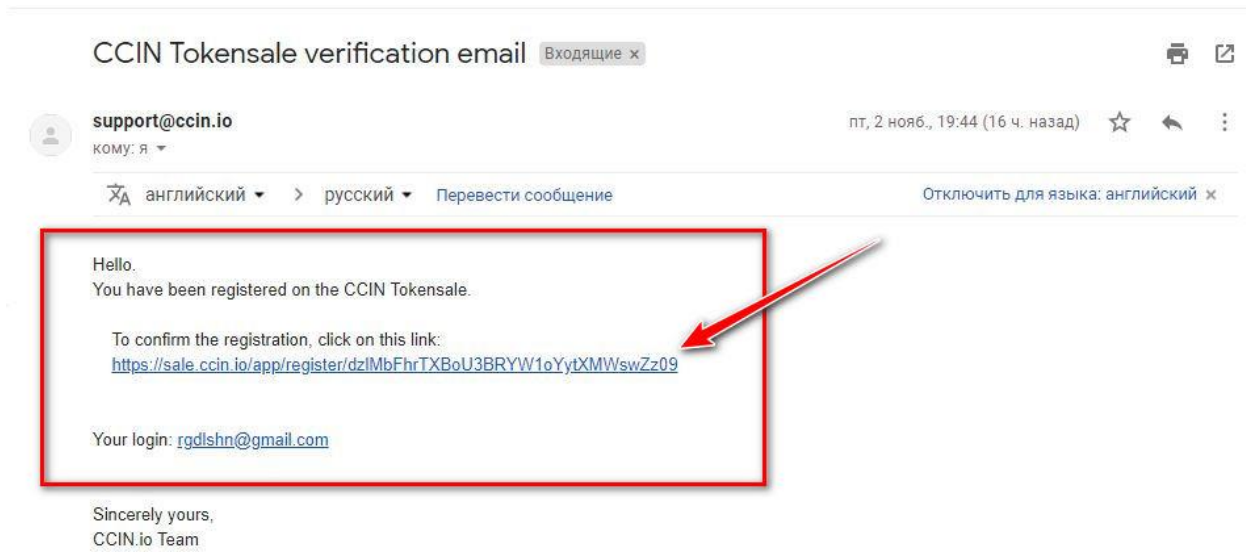 CCIN Tokensale verification email Входящие x
support@ccin.io
пт, 2 нояб., 19:44 (16 ч. назад)
кому: я
английский > русский Перевести сообщение Отключить для языка: английский x
Hello.
You have been registered on the CCIN Tokensale.
To confirm the registration, click on this link:
https://sale.ccin.io/app/register/dzlMbFhrTXBoU3BRYW1oYytXMWswZz09
Your login: rgdlshn@gmail.com
Sincerely yours,
CCIN.io Team